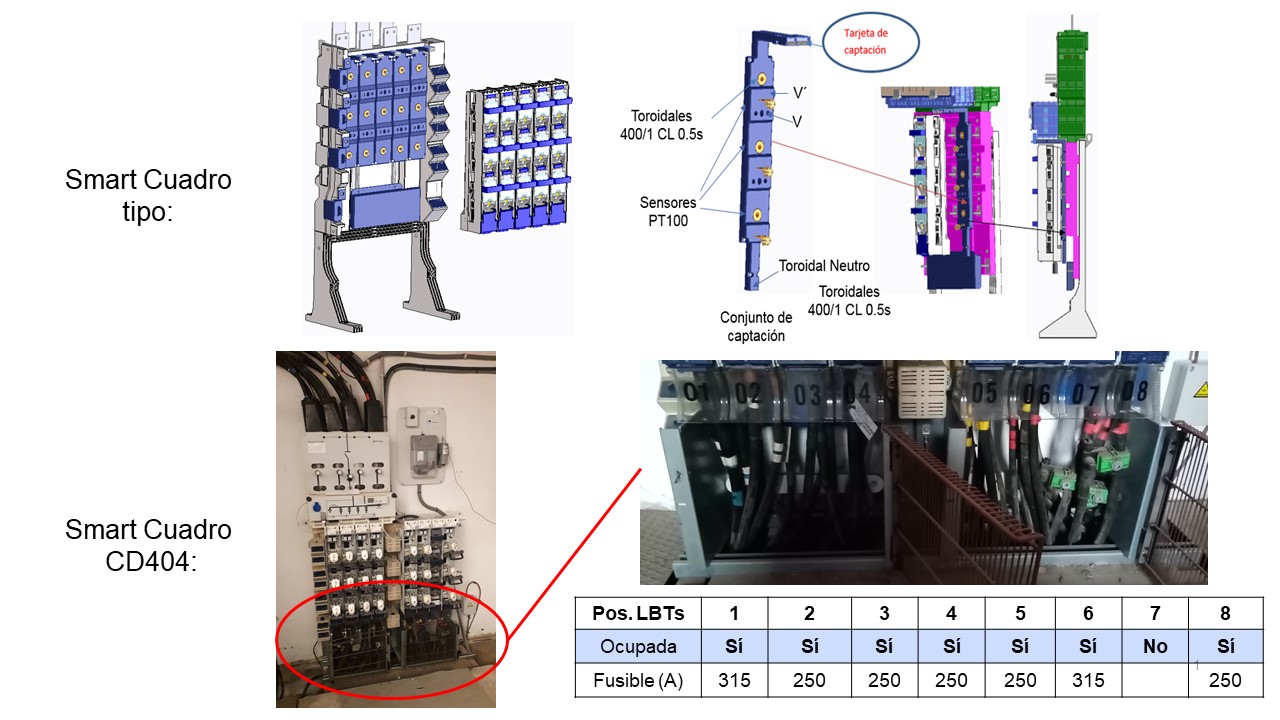 Smart Cuadro
tipo:
Tarjeta de
captación
Toroidales
400/1 CL 0.5s
V´
V
Sensores
PT100
Toroidal Neutro
Toroidales
400/1 CL 0.5s
Conjunto de
captación
Smart Cuadro
CD404:
01 02 03 04 05 06 07 08
Pos. LBTs 1 2 3 4 5 6 7 8
Ocupada Sí Sí Sí Sí Sí Sí No Sí
1
Fusible (A) 315 250 250 250 250 315 250